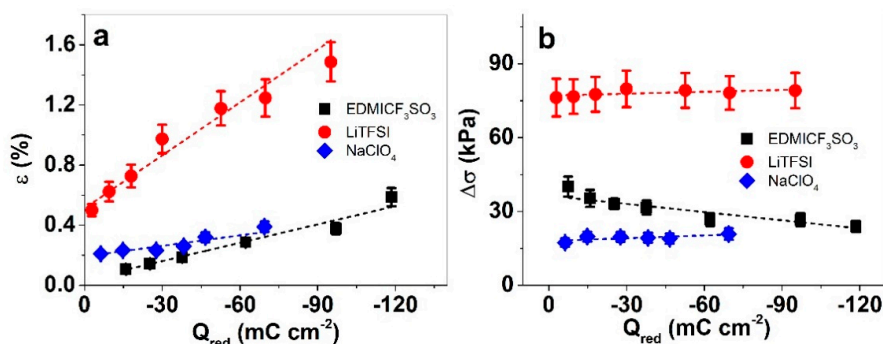 a
1.6
1.2
0.8
0.4
0.0
ε (%)
EDMICF₃SO₃
LiTFSI
NaClO₄
0 -30 -60 -90 -120
Q_red (mC cm⁻²)
b
90
60
30
0
Δσ (kPa)
EDMICF₃SO₃
LiTFSI
NaClO₄
0 -30 -60 -90 -120
Q_red (mC cm⁻²)